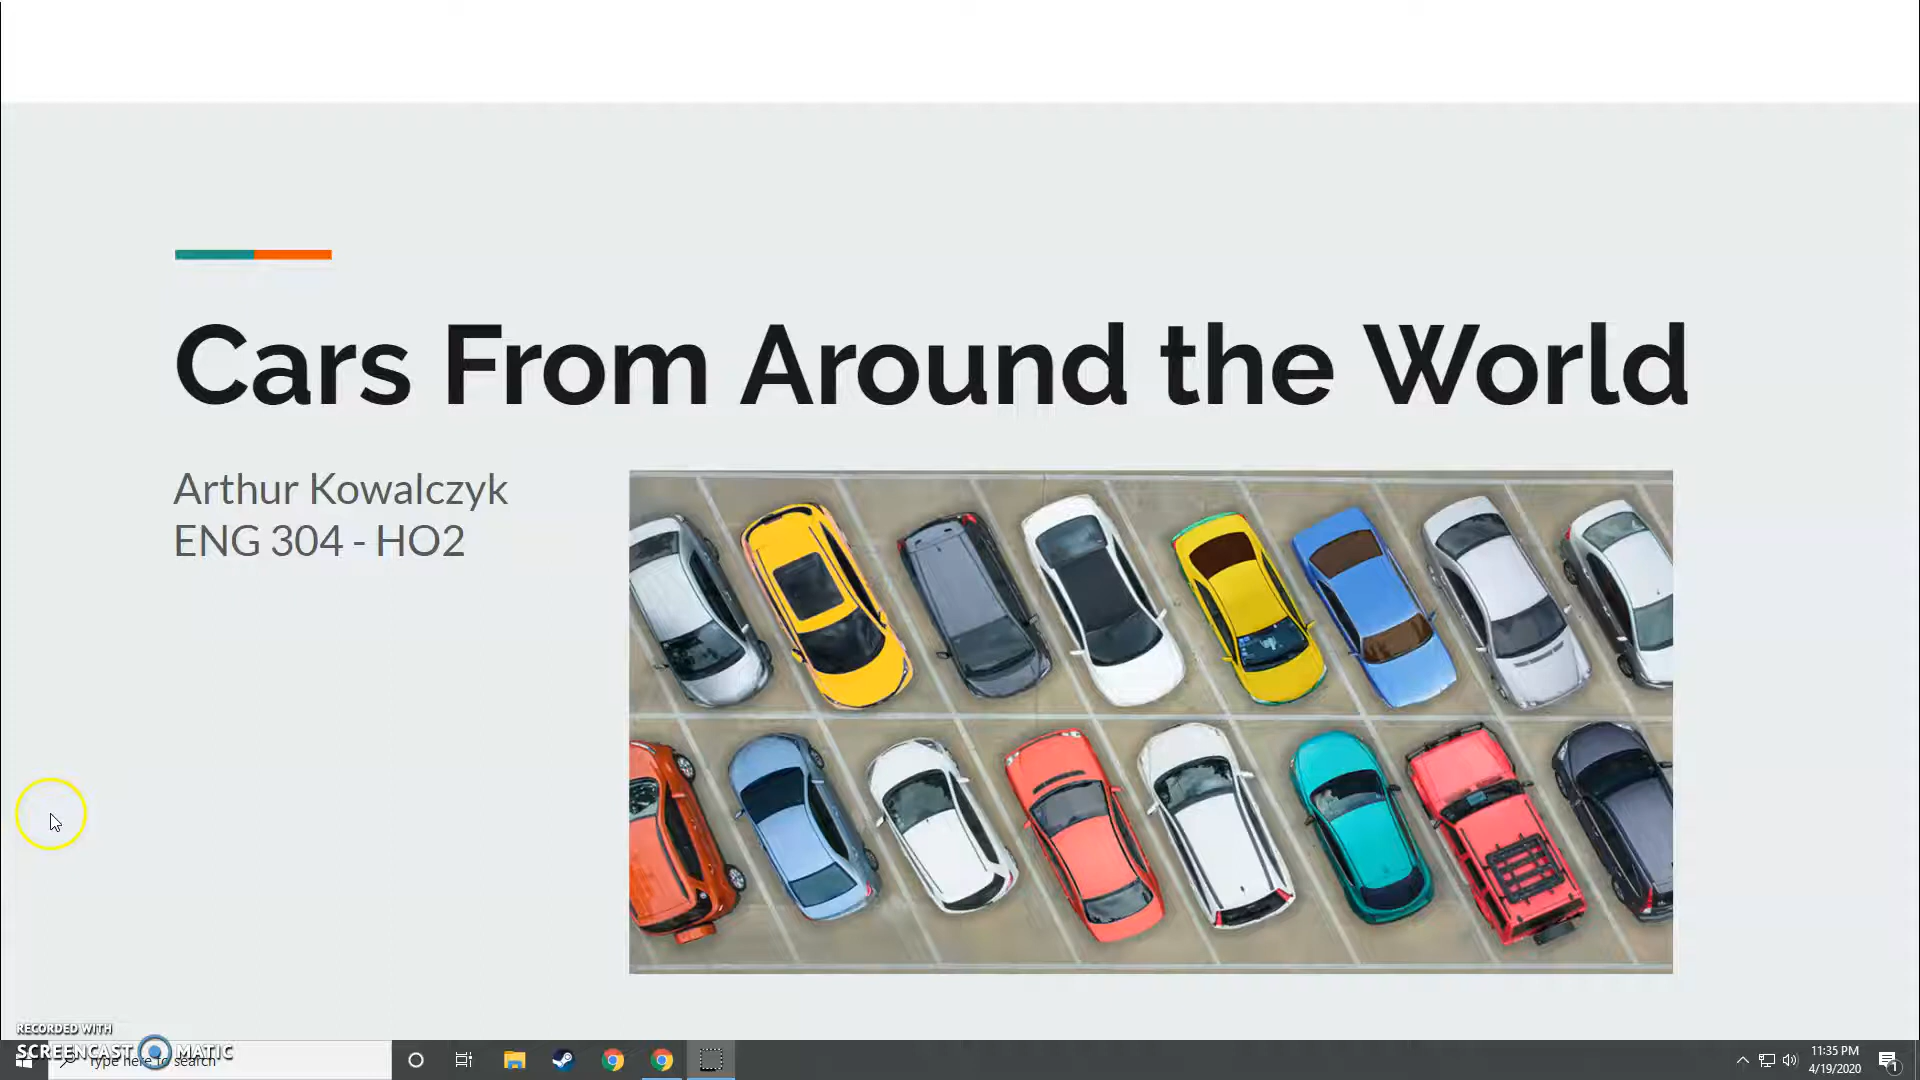 Cars From Around the World
Arthur Kowalczyk
ENG 304 - HO2
RECORDED WITH
SCREENCAST MATIC
Type here to search
11:35 PM
4/19/2020
1